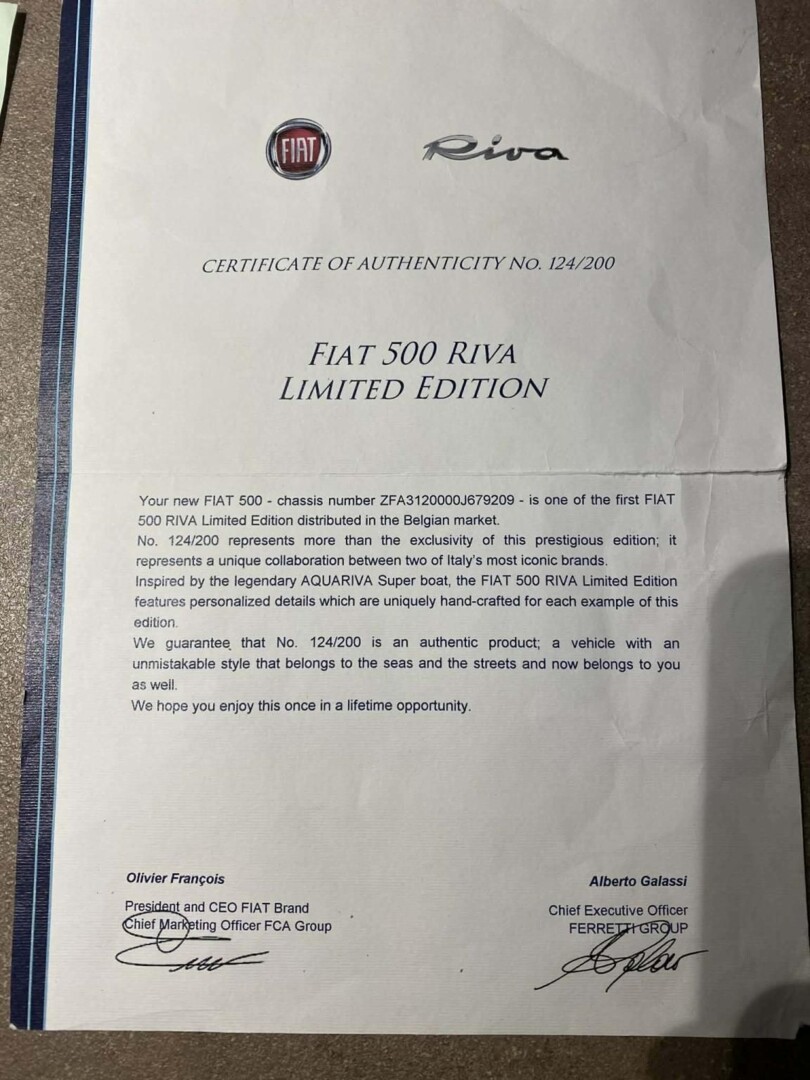 FIAT Riva
CERTIFICATE OF AUTHENTICITY NO. 124/200
FIAT 500 RIVA
LIMITED EDITION
Your new FIAT 500 - chassis number ZFA3120000J679209 - is one of the first FIAT
500 RIVA Limited Edition distributed in the Belgian market.
No. 124/200 represents more than the exclusivity of this prestigious edition; it
represents a unique collaboration between two of Italy's most iconic brands.
Inspired by the legendary AQUARIVA Super boat, the FIAT 500 RIVA Limited Edition
features personalized details which are uniquely hand-crafted for each example of this
edition.
We guarantee that No. 124/200 is an authentic product; a vehicle with an
unmistakable style that belongs to the seas and the streets and now belongs to you
as well.
We hope you enjoy this once in a lifetime opportunity.
Olivier François
President and CEO FIAT Brand
Chief Marketing Officer FCA Group
Alberto Galassi
Chief Executive Officer
FERRETTI GROUP